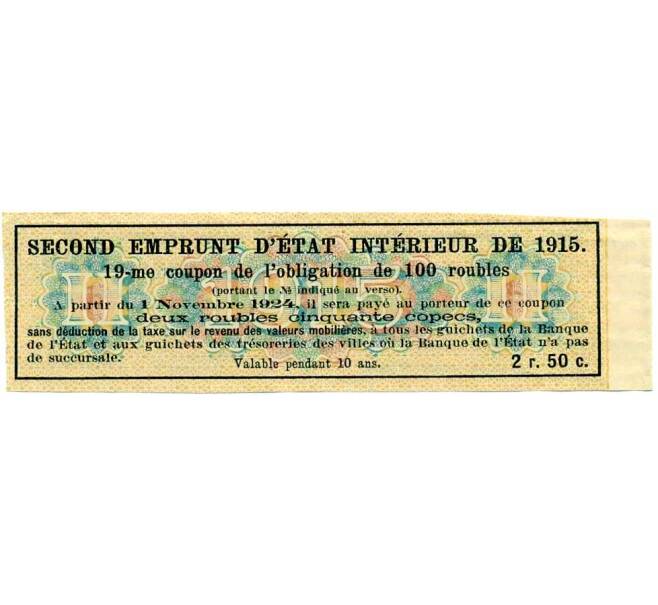 SECOND EMPRUNT D'ÉTAT INTÉRIEUR DE 1915.
19-me coupon de l'obligation de 100 roubles
(portant le № indiqué au verso).
A partir du 1 Novembre 1924, il sera payé au porteur de ce coupon
deux roubles cinquante copecs,
sans déduction de la taxe sur le revenu des valeurs mobilières, à tous les guichets de la Banque
de l'État et aux guichets des trésoreries des villes où la Banque de l'État n'a pas
de succursale.
Valable pendant 10 ans.
2 r. 50 c.